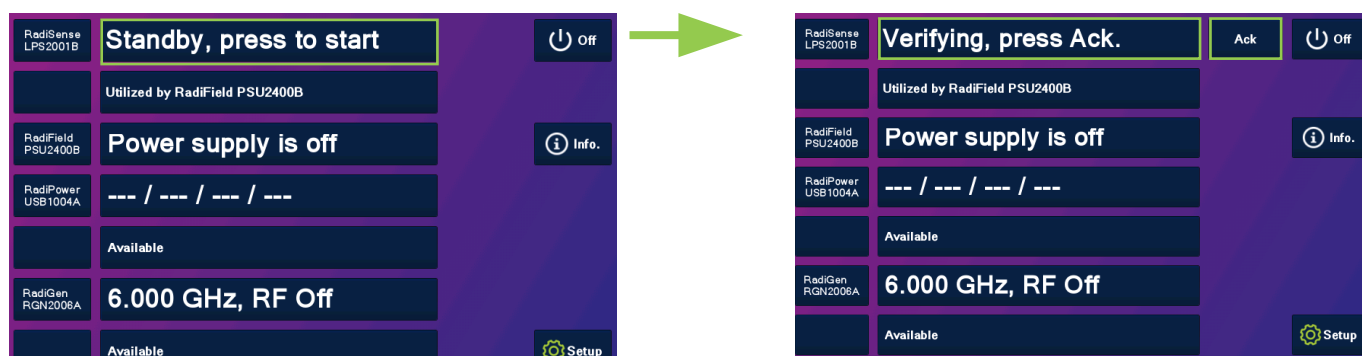 RadiSense
LPS2001B
Standby, press to start
Off
Utilized by RadiField PSU2400B
RadiField
PSU2400B
Power supply is off
Info.
RadiPower
USB1004A
--- / --- / --- / ---
Available
RadiGen
RGN2006A
6.000 GHz, RF Off
Available
Setup
RadiSense
LPS2001B
Verifying, press Ack.
Ack
Off
Utilized by RadiField PSU2400B
RadiField
PSU2400B
Power supply is off
Info.
RadiPower
USB1004A
--- / --- / --- / ---
Available
RadiGen
RGN2006A
6.000 GHz, RF Off
Available
Setup